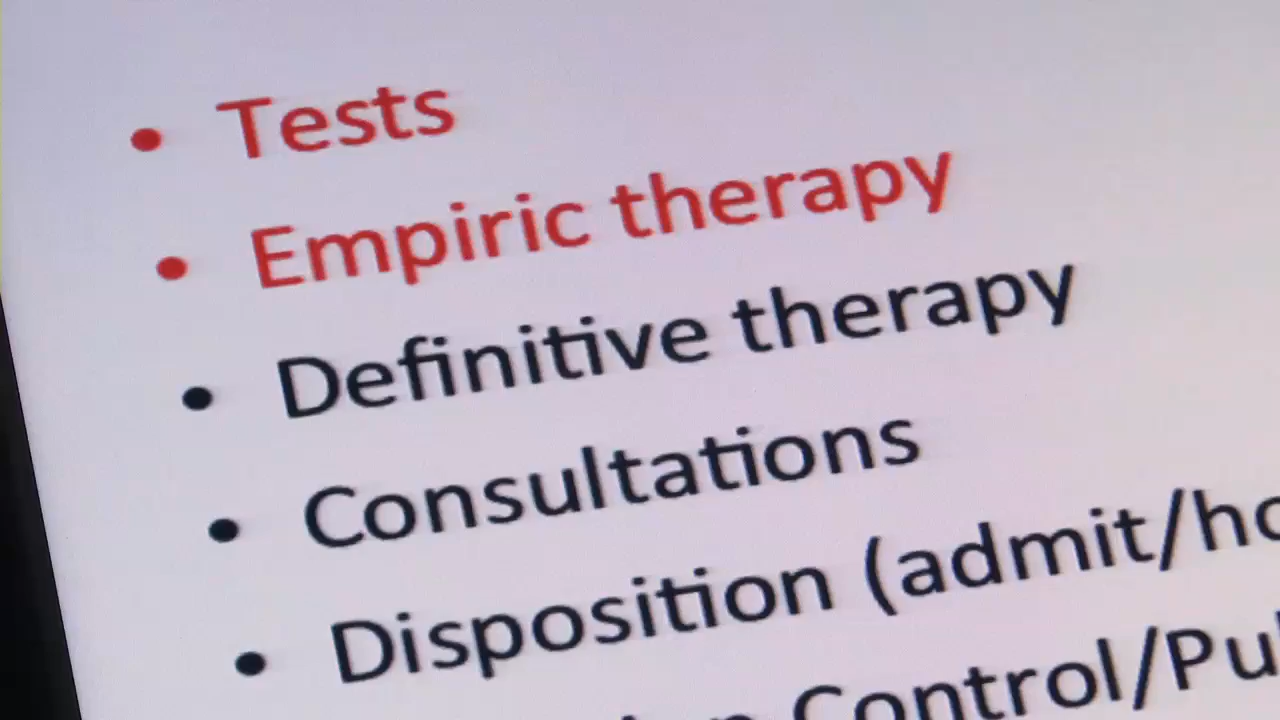 • Tests
• Empiric therapy
• Definitive therapy
• Consultations
• Disposition (admit/
Control/